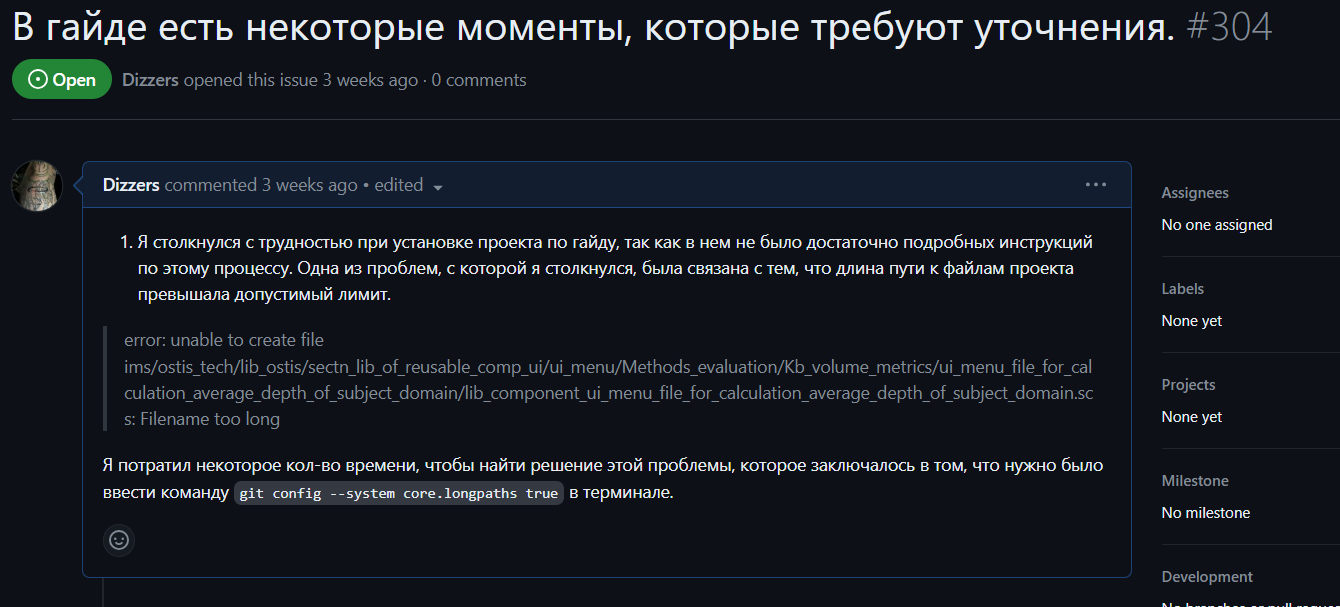 В гайде есть некоторые моменты, которые требуют уточнения. #304
Open Dizzers opened this issue 3 weeks ago · 0 comments
Dizzers commented 3 weeks ago • edited
1. Я столкнулся с трудностью при установке проекта по гайду, так как в нем не было достаточно подробных инструкций
по этому процессу. Одна из проблем, с которой я столкнулся, была связана с тем, что длина пути к файлам проекта
превышала допустимый лимит.
error: unable to create file
ims/ostis_tech/lib_ostis/sectn_lib_of_reusable_comp_ui/ui_menu/Methods_evaluation/Kb_volume_metrics/ui_menu_file_for_cal
culation_average_depth_of_subject_domain/lib_component_ui_menu_file_for_calculation_average_depth_of_subject_domain.sc
s: Filename too long
Я потратил некоторое кол-во времени, чтобы найти решение этой проблемы, которое заключалось в том, что нужно было
ввести команду git config --system core.longpaths true в терминале.
Assignees
No one assigned
Labels
None yet
Projects
None yet
Milestone
No milestone
Development